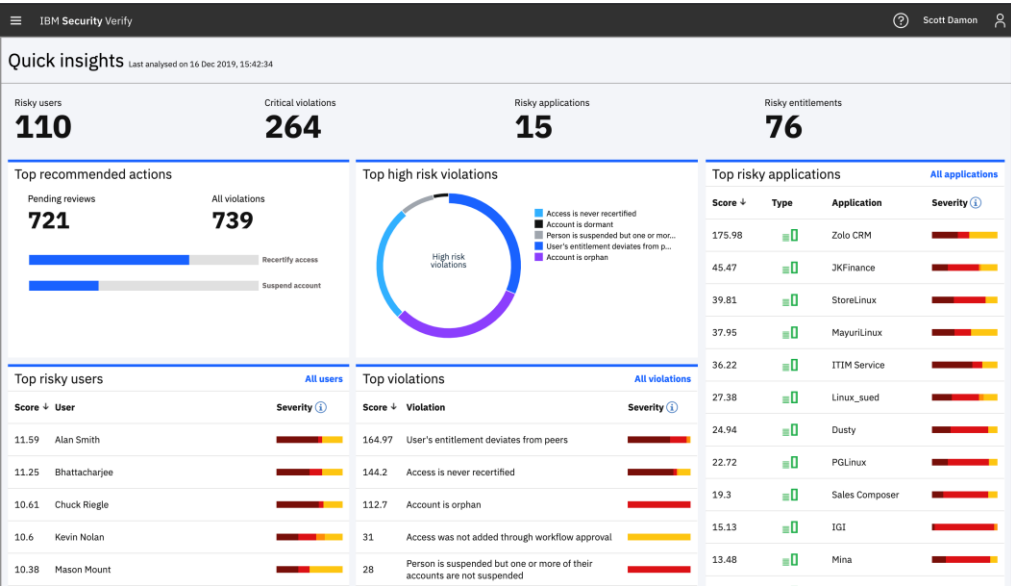 IBM Security Verify
Scott Damon
Quick insights Last analysed on 16 Dec 2019, 15:42:34
Risky users
110
Critical violations
264
Risky applications
15
Risky entitlements
76
Top recommended actions
Pending reviews
721
All violations
739
Recertify access
Suspend account
Top high risk violations
High risk
violations
Access is never recertified
Account is dormant
Person is suspended but one or mor...
User's entitlement deviates from p...
Account is orphan
Top risky applications All applications
Score ↓ Type Application Severity
175.98 Zolo CRM
45.47 JKFinance
39.81 StoreLinux
37.95 MayuriLinux
36.22 ITIM Service
27.38 Linux_sued
24.94 Dusty
22.72 PGLinux
19.3 Sales Composer
15.13 IGI
13.48 Mina
Top risky users All users
Score ↓ User Severity
11.59 Alan Smith
11.25 Bhattacharjee
10.61 Chuck Riegle
10.6 Kevin Nolan
10.38 Mason Mount
Top violations All violations
Score ↓ Violation Severity
164.97 User's entitlement deviates from peers
144.2 Access is never recertified
112.7 Account is orphan
31 Access was not added through workflow approval
28 Person is suspended but one or more of their
accounts are not suspended